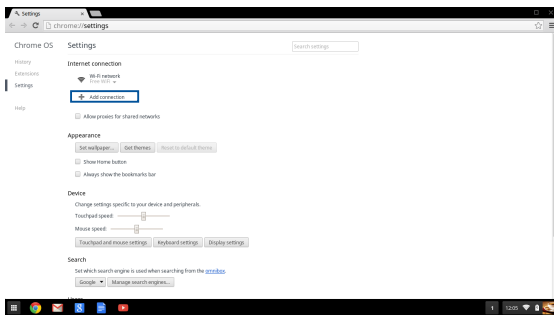 Settings
chrome://settings
Chrome OS
Settings
Search settings
History
Extensions
Settings
Help
Internet connection
Wi-Fi network
Free WiFi
Add connection
Allow proxies for shared networks
Appearance
Set wallpaper... Get themes Reset to default theme
Show Home button
Always show the bookmarks bar
Device
Change settings specific to your device and peripherals.
Touchpad speed:
Mouse speed:
Touchpad and mouse settings Keyboard settings Display settings
Search
Set which search engine is used when searching from the omnibox.
Google Manage search engines...
Users
8
1 12:05